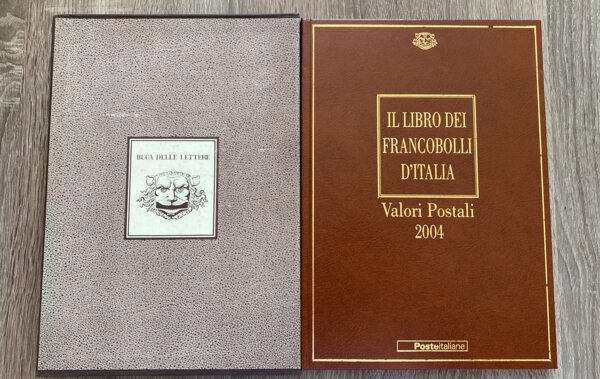 BUCA DELLE LETTERE
IL LIBRO DEI
FRANCOBOLLI
D'ITALIA
Valori Postali
2004
Posteitaliane